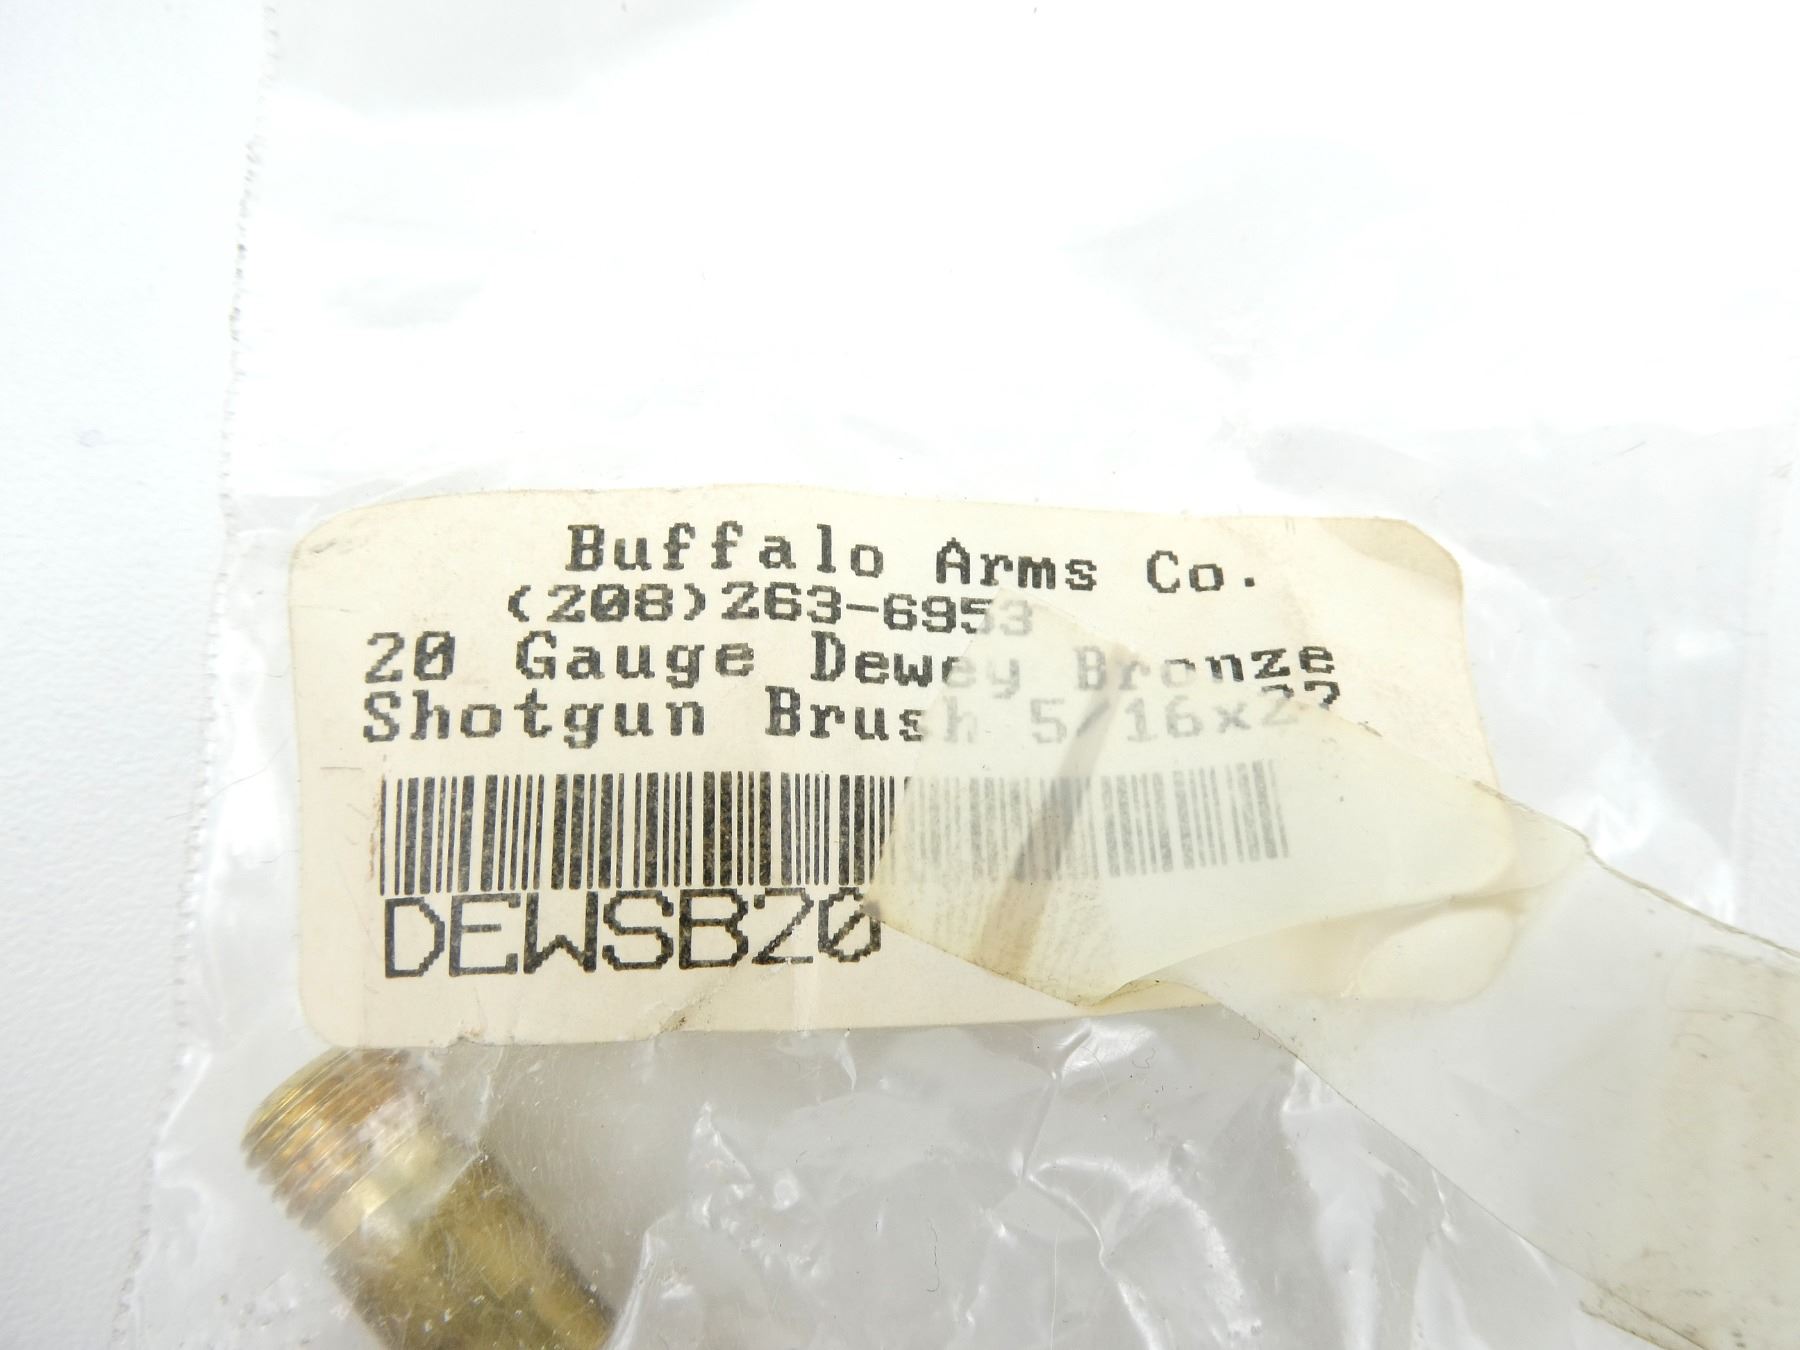 Buffalo Arms Co.
(208)263-6953
20 Gauge Dewey Bronze
Shotgun Brush 5/16x27
DEWSB20